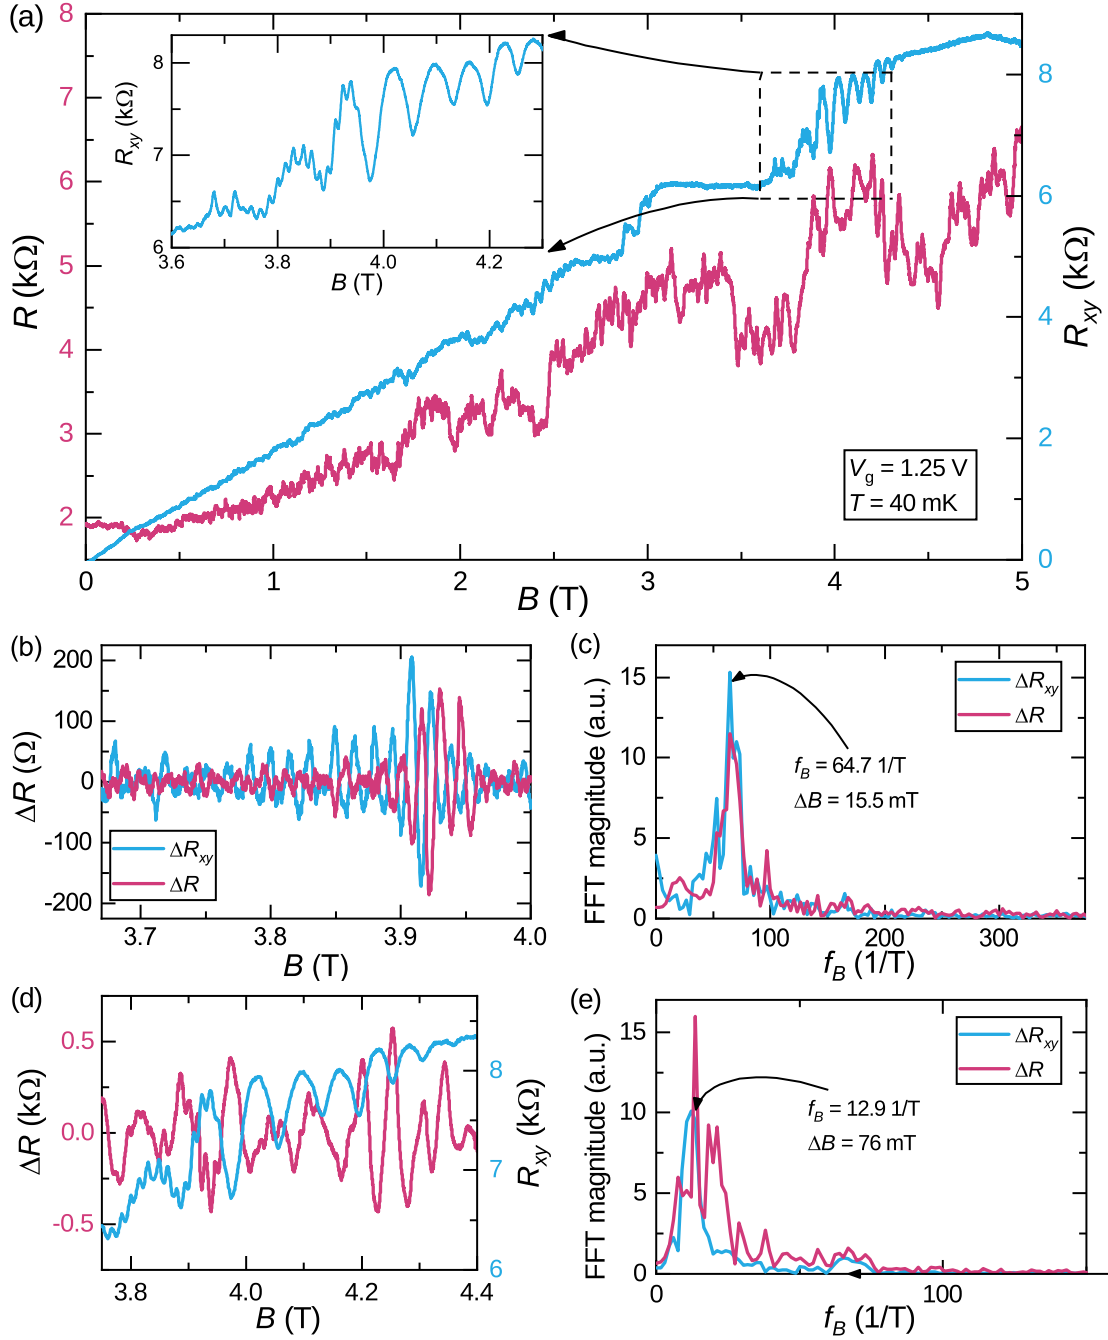 (a)
8
7
6
5
4
3
2
R (kΩ)
8
6
4
2
0
Rxy (kΩ)
0
1
2
3
4
5
B (T)
8
7
6
Rxy (kΩ)
3.6
3.8
4.0
4.2
B (T)
Vg = 1.25 V
T = 40 mK
(b)
200
100
0
-100
-200
ΔR (Ω)
ΔRxy
ΔR
3.7
3.8
3.9
4.0
B (T)
(c)
15
10
5
0
FFT magnitude (a.u.)
ΔRxy
ΔR
fB = 64.7 1/T
ΔB = 15.5 mT
0
100
200
300
fB (1/T)
(d)
0.5
0.0
-0.5
ΔR (kΩ)
8
7
6
Rxy (kΩ)
3.8
4.0
4.2
4.4
B (T)
(e)
15
10
5
0
FFT magnitude (a.u.)
ΔRxy
ΔR
fB = 12.9 1/T
ΔB = 76 mT
0
100
fB (1/T)